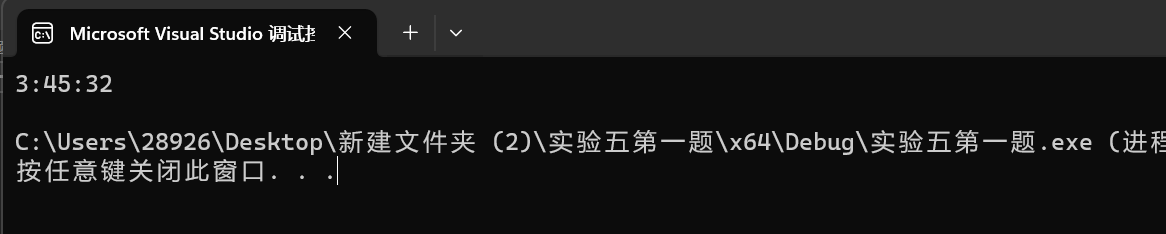 Microsoft Visual Studio 调试
3:45:32
C:\Users\28926\Desktop\新建文件夹 (2)\实验五第一题\x64\Debug\实验五第一题.exe (进程
按任意键关闭此窗口. . .